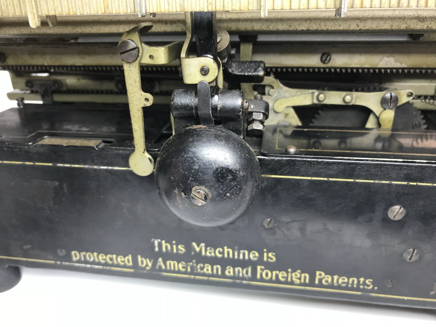 This Machine is
protected by American and Foreign Patents.